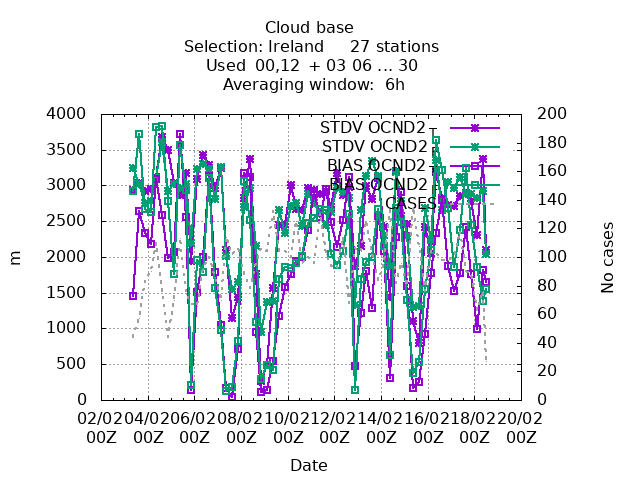 Cloud base
Selection: Ireland 27 stations
Used 00,12 + 03 06 ... 30
Averaging window: 6h
4000
3500
3000
2500
2000
1500
1000
500
0
m
200
180
160
140
120
100
80
60
40
20
0
No cases
STDV OCND2
STDV OCND2
BIAS OCND2
BIAS OCND2
CASES
02/02 04/02 06/02 08/02 10/02 12/02 14/02 16/02 18/02 20/02
00Z 00Z 00Z 00Z 00Z 00Z 00Z 00Z 00Z 00Z
Date